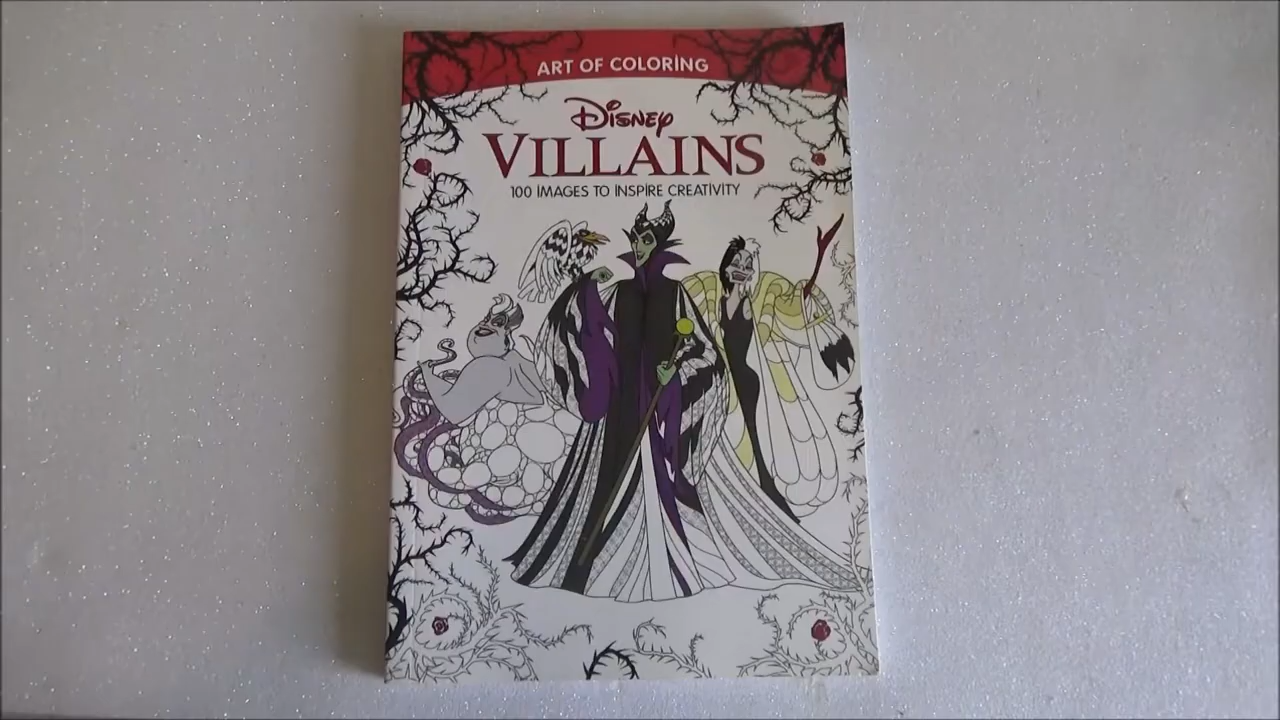 ART OF COLORING
Disney
VILLAINS
100 IMAGES TO INSPIRE CREATIVITY